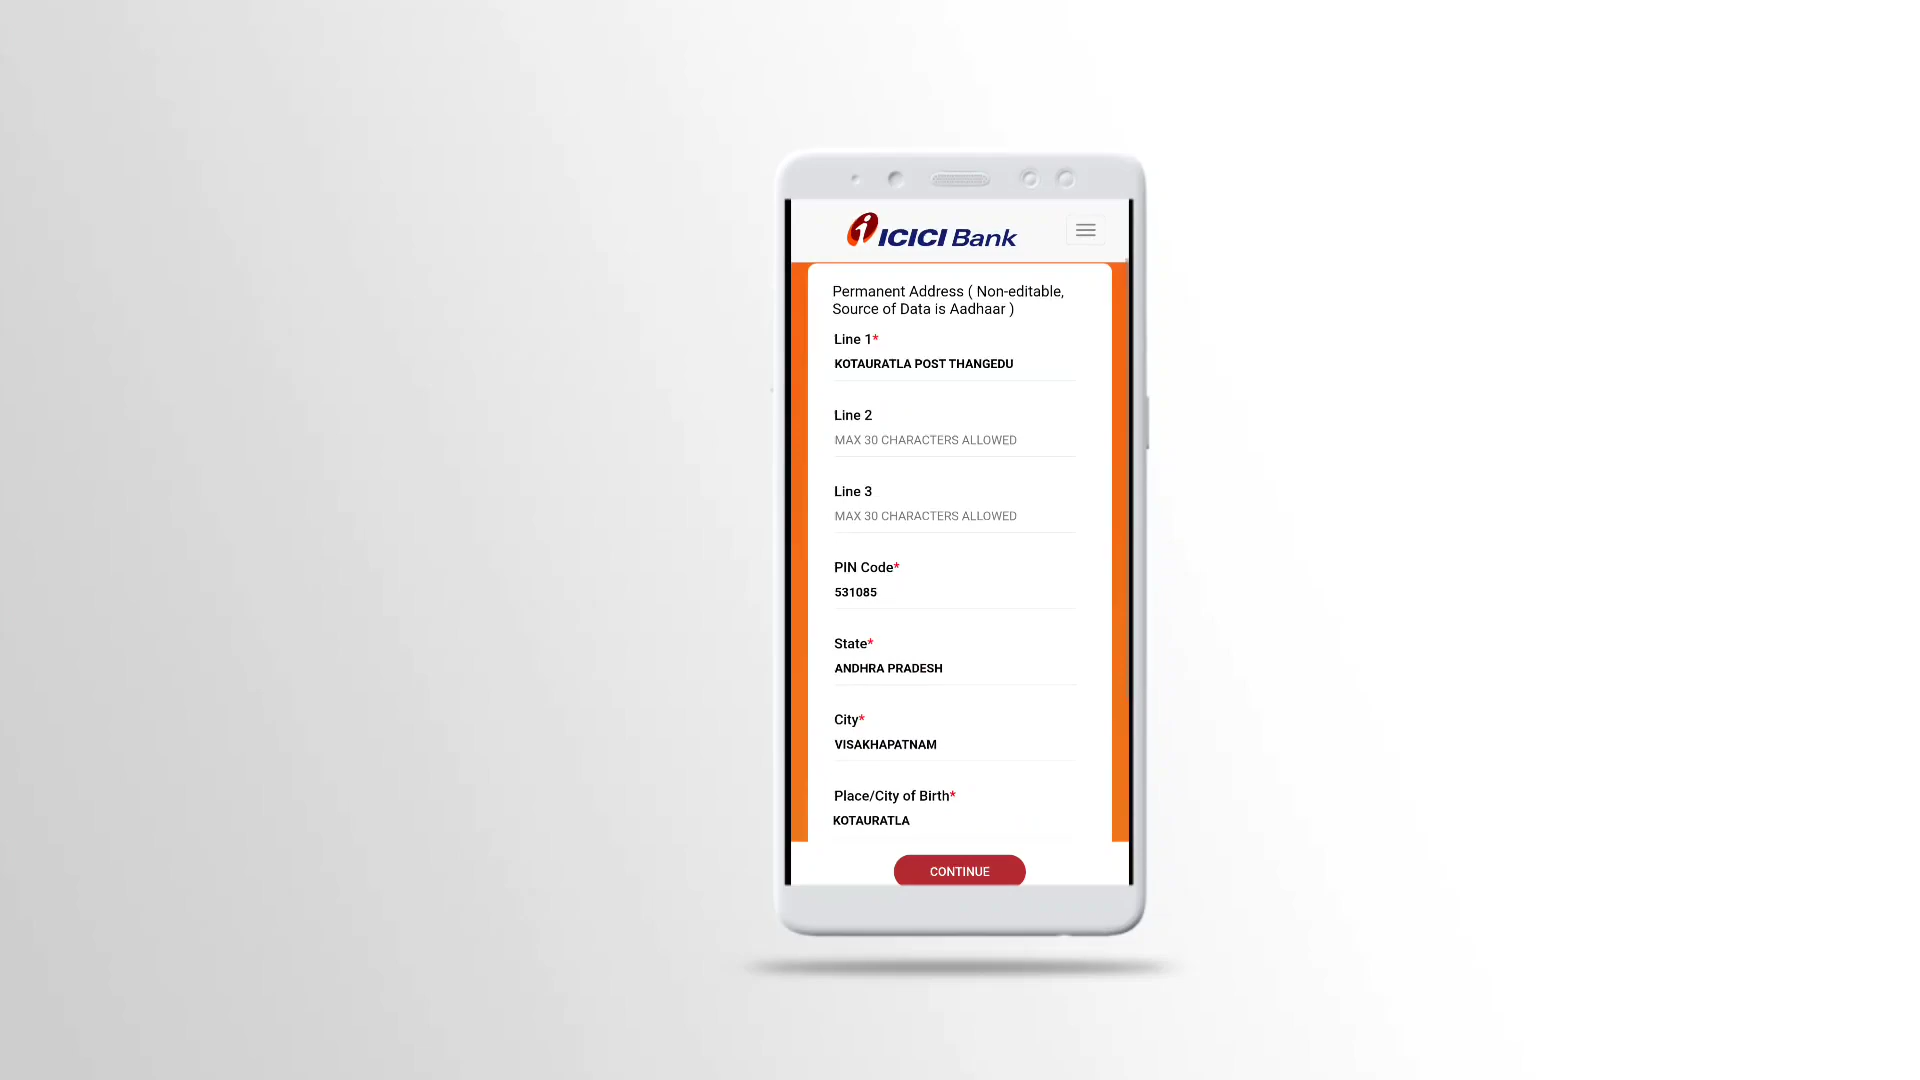 ICICI Bank
Permanent Address ( Non-editable,
Source of Data is Aadhaar )
Line 1*
KOTAURATLA POST THANGEDU
Line 2
MAX 30 CHARACTERS ALLOWED
Line 3
MAX 30 CHARACTERS ALLOWED
PIN Code*
531085
State*
ANDHRA PRADESH
City*
VISAKHAPATNAM
Place/City of Birth*
KOTAURATLA
CONTINUE